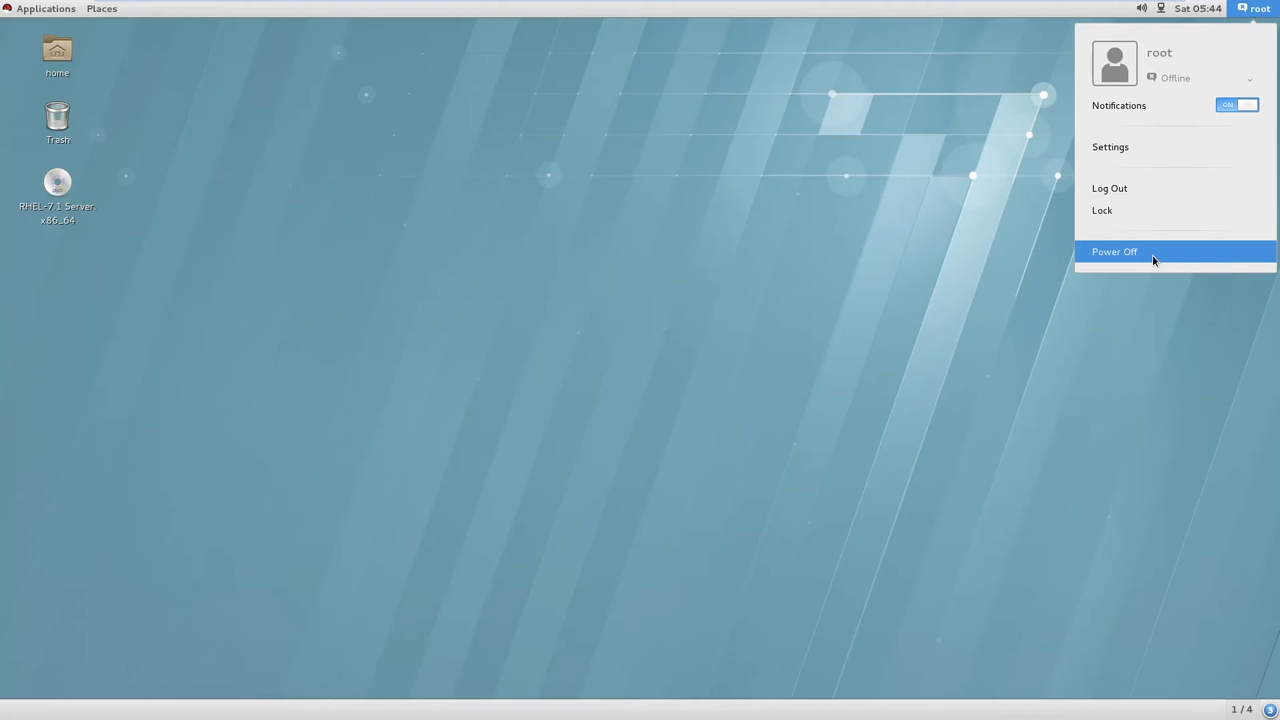 Applications Places Sat 05:44 root
home
Trash
RHEL-7.1 Server.
x86_64
root
Offline
Notifications ON
Settings
Log Out
Lock
Power Off
1 / 4 3